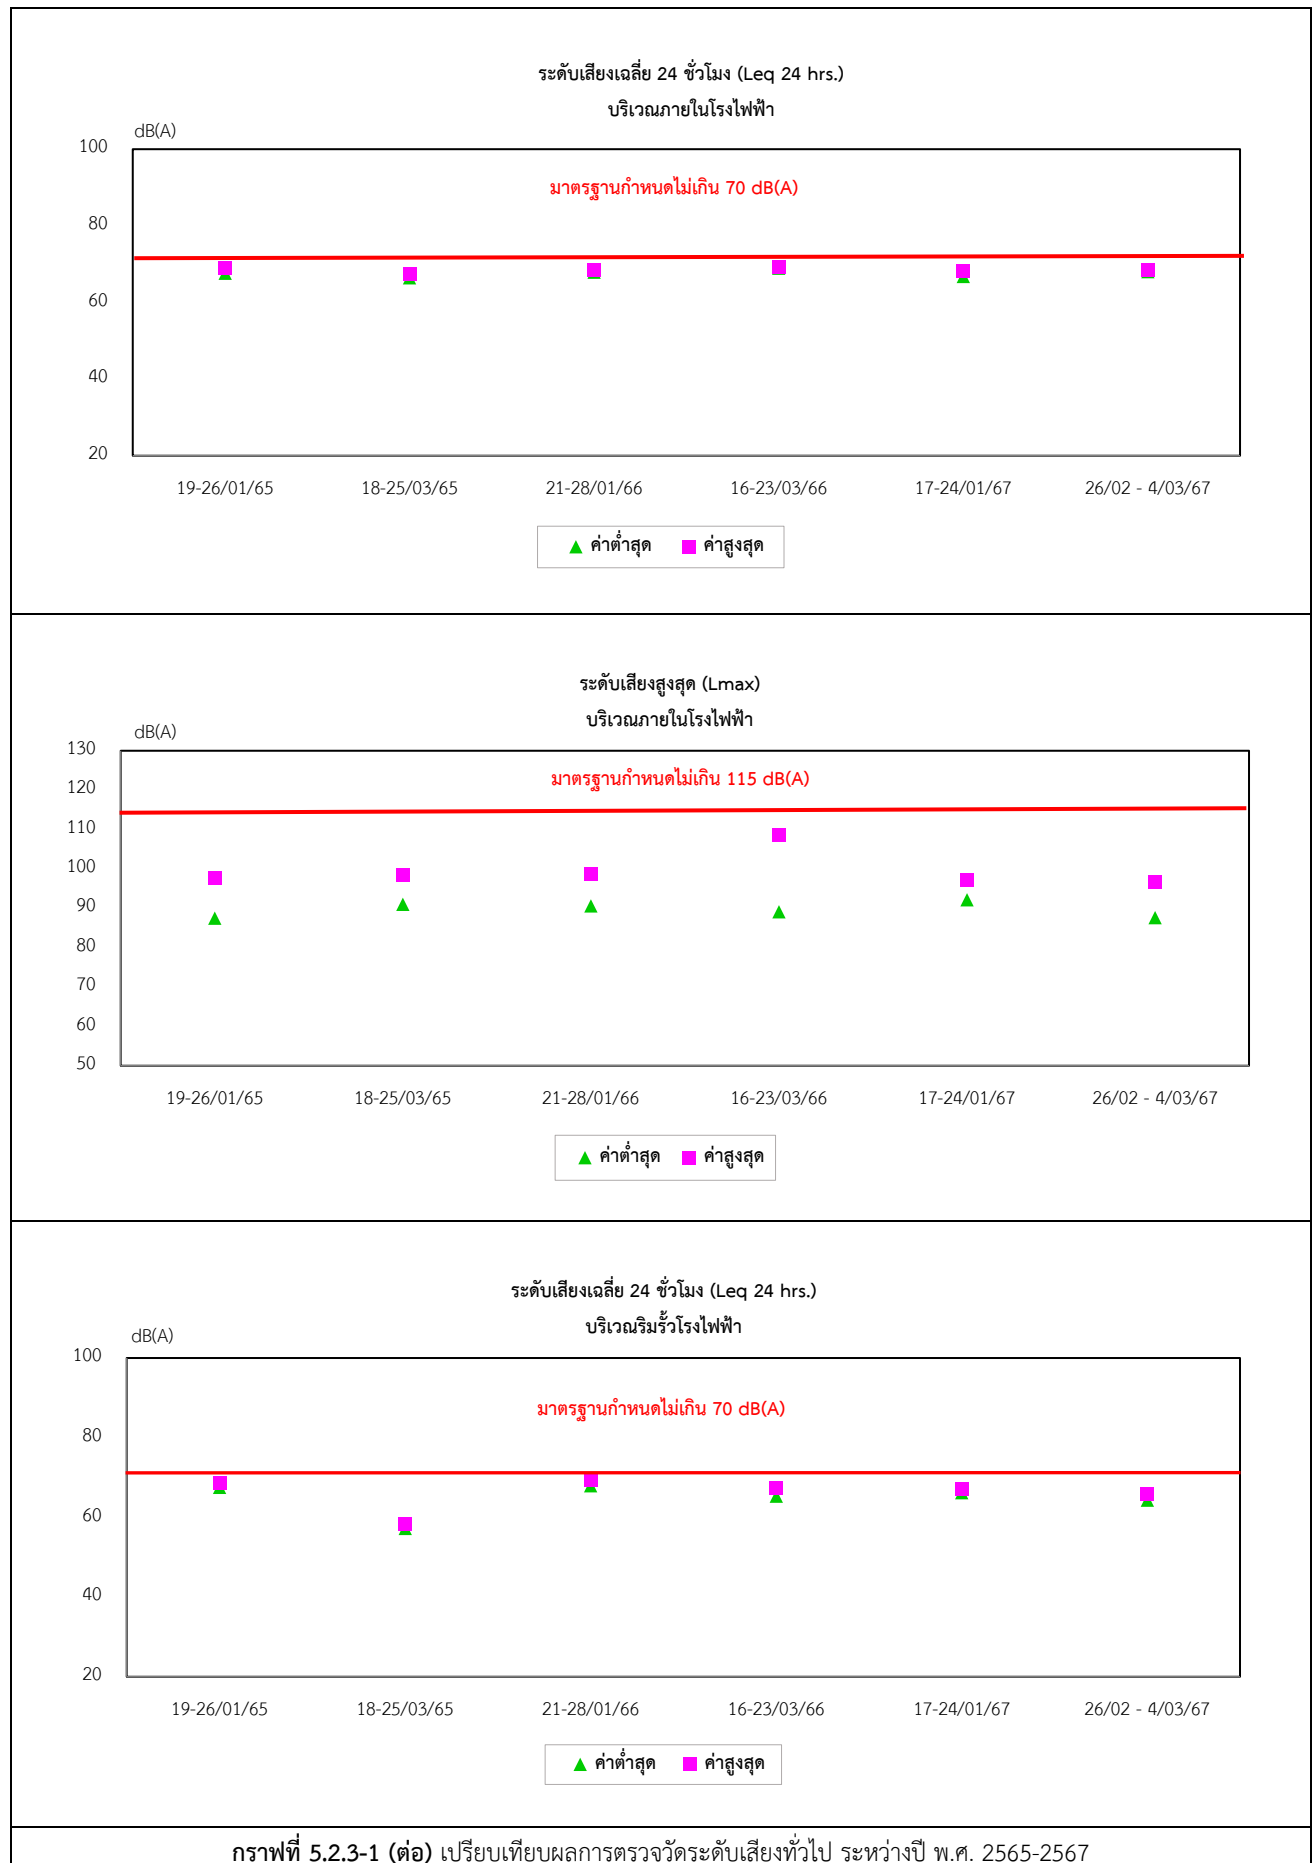 ระดับเสียงเฉลี่ย 24 ชั่วโมง (Leq 24 hrs.)
บริเวณภายในโรงไฟฟ้า
dB(A)
100
มาตรฐานกำหนดไม่เกิน 70 dB(A)
80
60
40
20
19-26/01/65 18-25/03/65 21-28/01/66 16-23/03/66 17-24/01/67 26/02 - 4/03/67
ค่าต่ำสุด ค่าสูงสุด
ระดับเสียงสูงสุด (Lmax)
บริเวณภายในโรงไฟฟ้า
dB(A)
130
มาตรฐานกำหนดไม่เกิน 115 dB(A)
120
110
100
90
80
70
60
50
19-26/01/65 18-25/03/65 21-28/01/66 16-23/03/66 17-24/01/67 26/02 - 4/03/67
ค่าต่ำสุด ค่าสูงสุด
ระดับเสียงเฉลี่ย 24 ชั่วโมง (Leq 24 hrs.)
บริเวณริมรั้วโรงไฟฟ้า
dB(A)
100
มาตรฐานกำหนดไม่เกิน 70 dB(A)
80
60
40
20
19-26/01/65 18-25/03/65 21-28/01/66 16-23/03/66 17-24/01/67 26/02 - 4/03/67
ค่าต่ำสุด ค่าสูงสุด
กราฟที่ 5.2.3-1 (ต่อ) เปรียบเทียบผลการตรวจวัดระดับเสียงทั่วไป ระหว่างปี พ.ศ. 2565-2567